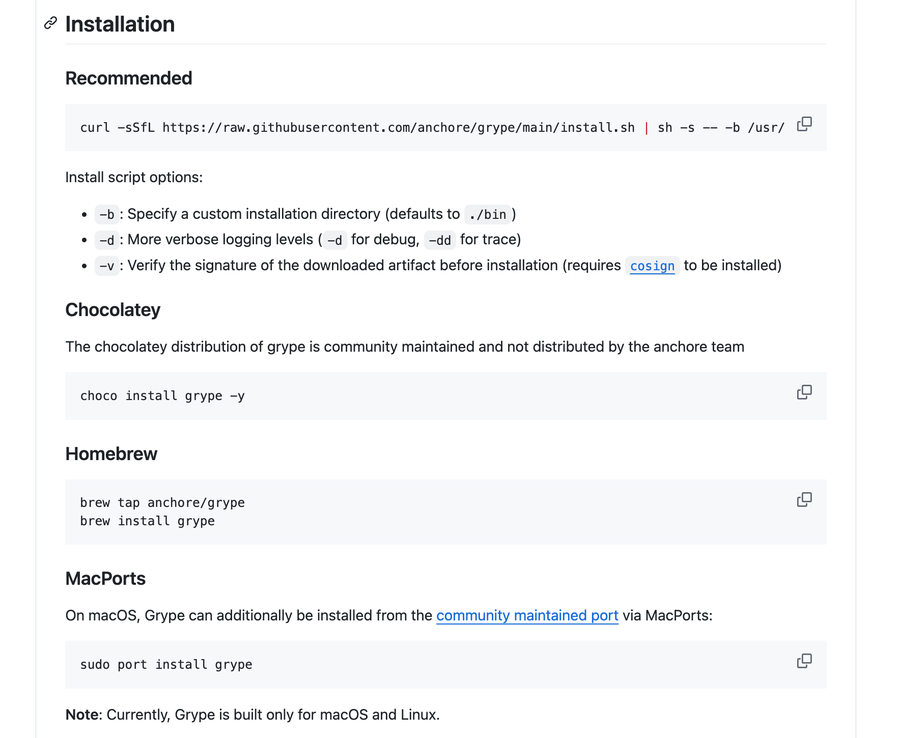 Installation
Recommended
curl -sSfL https://raw.githubusercontent.com/anchore/grype/main/install.sh | sh -s -- -b /usr/
Install script options:
• -b : Specify a custom installation directory (defaults to ./bin )
• -d : More verbose logging levels ( -d for debug, -dd for trace)
• -v : Verify the signature of the downloaded artifact before installation (requires cosign to be installed)
Chocolatey
The chocolatey distribution of grype is community maintained and not distributed by the anchore team
choco install grype -y
Homebrew
brew tap anchore/grype
brew install grype
MacPorts
On macOS, Grype can additionally be installed from the community maintained port via MacPorts:
sudo port install grype
Note: Currently, Grype is built only for macOS and Linux.